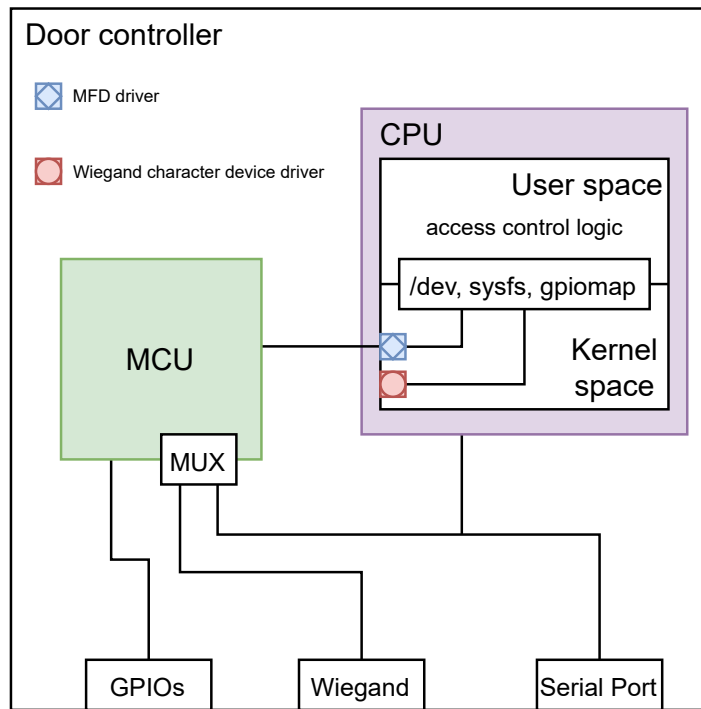 Door controller
MFD driver
Wiegand character device driver
CPU
User space
access control logic
/dev, sysfs, gpiomap
Kernel
space
MCU
MUX
GPIOs
Wiegand
Serial Port